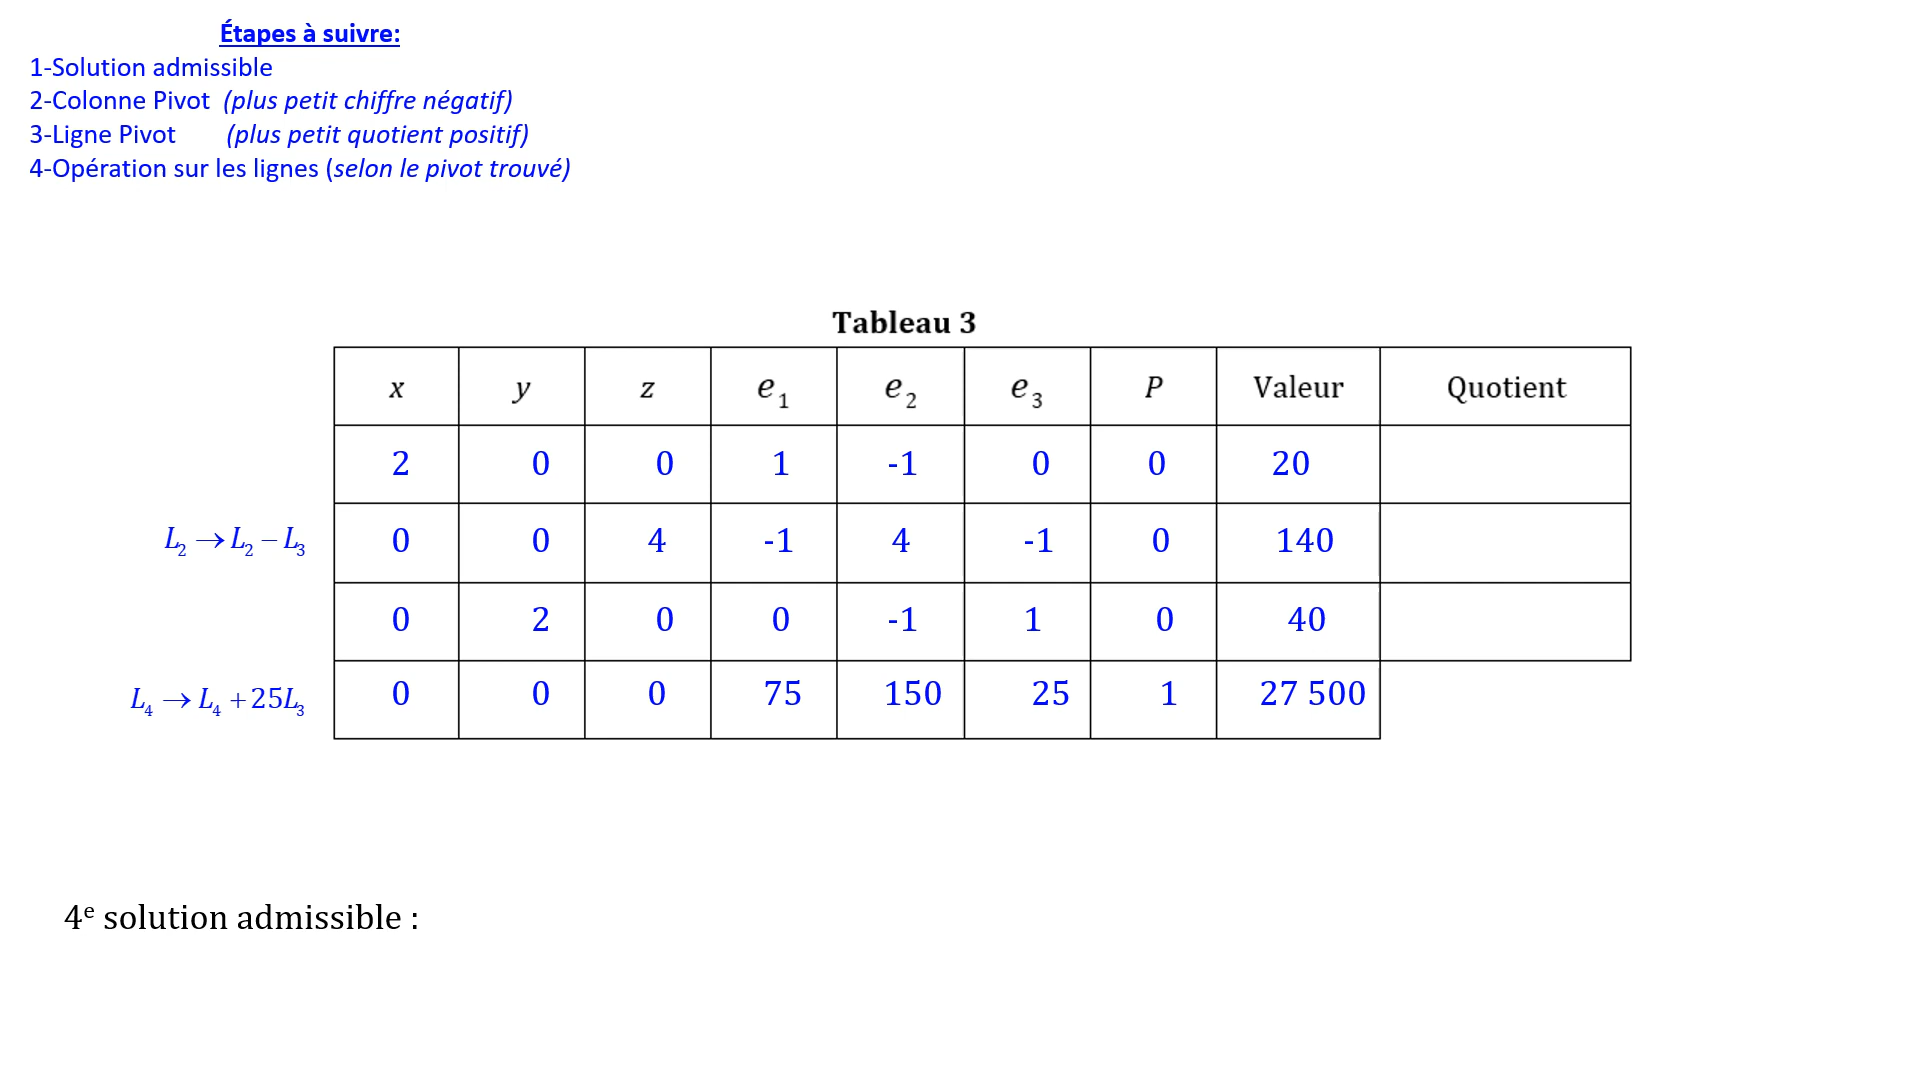 Étapes à suivre:
1-Solution admissible
2-Colonne Pivot (plus petit chiffre négatif)
3-Ligne Pivot (plus petit quotient positif)
4-Opération sur les lignes (selon le pivot trouvé)
Tableau 3
x y z e₁ e₂ e₃ P Valeur Quotient
2 0 0 1 -1 0 0 20
L₂ → L₂ − L₃ 0 0 4 -1 4 -1 0 140
0 2 0 0 -1 1 0 40
L₄ → L₄ + 25L₃ 0 0 0 75 150 25 1 27 500
4ᵉ solution admissible :